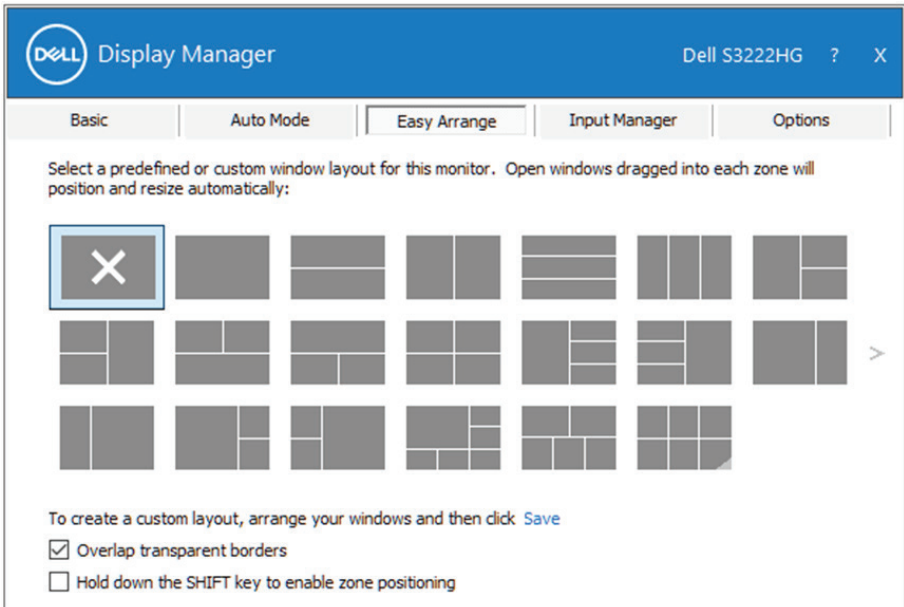 DELL Display Manager Dell S3222HG ? X
Basic Auto Mode Easy Arrange Input Manager Options
Select a predefined or custom window layout for this monitor. Open windows dragged into each zone will
position and resize automatically:
>
To create a custom layout, arrange your windows and then click Save
Overlap transparent borders
Hold down the SHIFT key to enable zone positioning